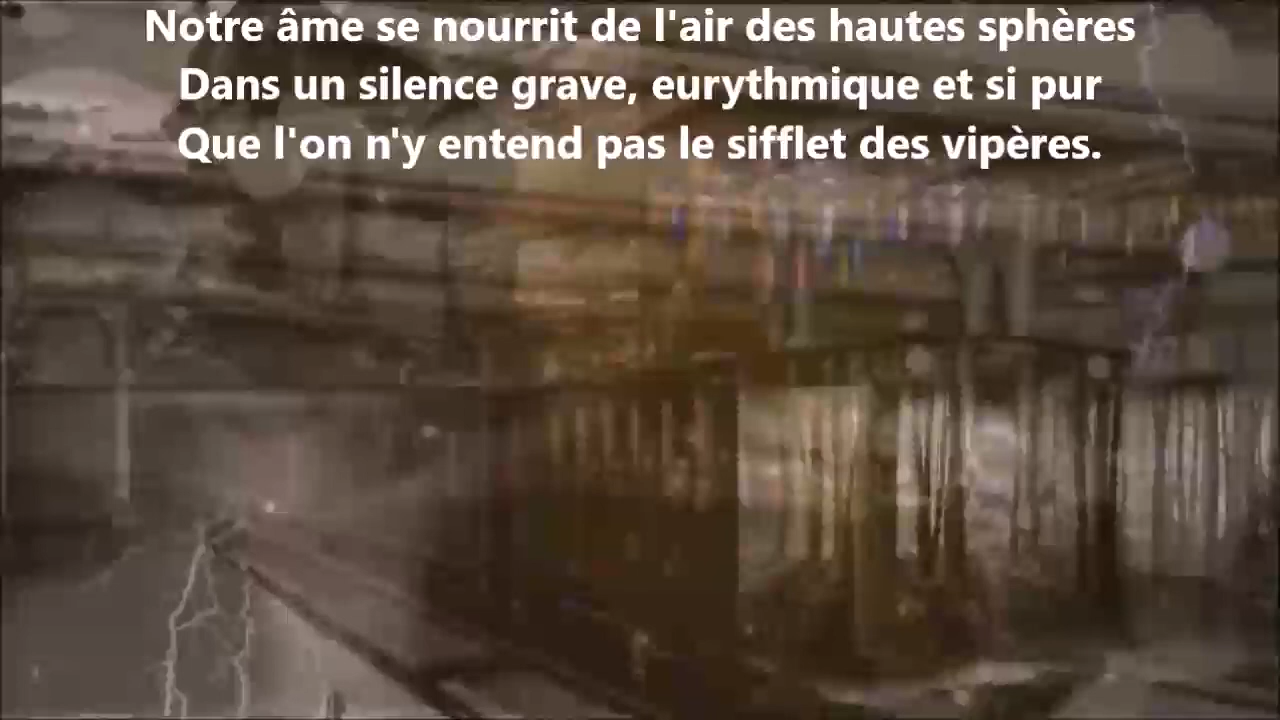 Notre âme se nourrit de l'air des hautes sphères
Dans un silence grave, eurythmique et si pur
Que l'on n'y entend pas le sifflet des vipères.